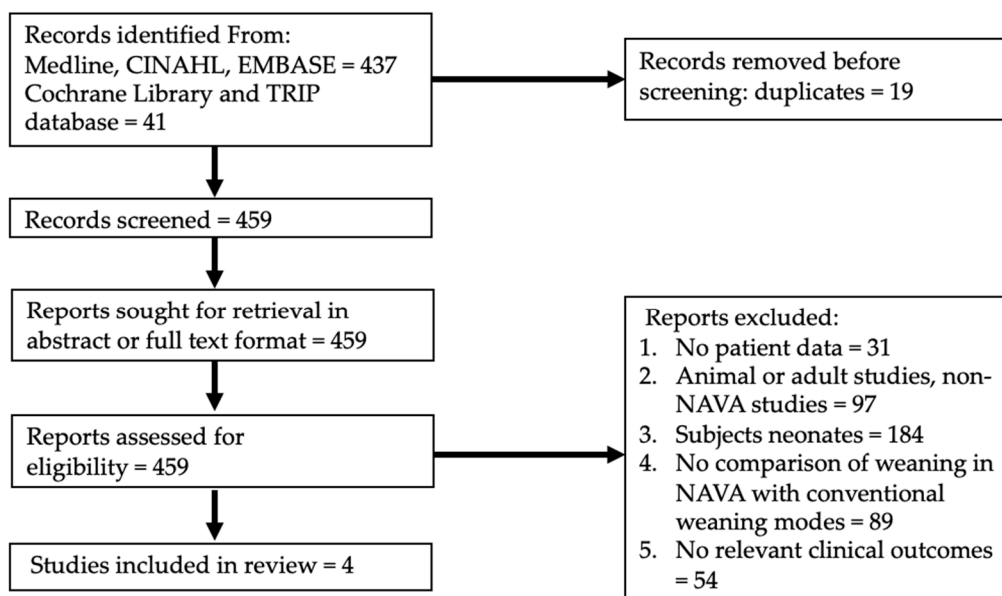 Records identified From:
Medline, CINAHL, EMBASE = 437
Cochrane Library and TRIP
database = 41
Records removed before
screening: duplicates = 19
Records screened = 459
Reports sought for retrieval in
abstract or full text format = 459
Reports assessed for
eligibility = 459
Reports excluded:
1. No patient data = 31
2. Animal or adult studies, non-
NAVA studies = 97
3. Subjects neonates = 184
4. No comparison of weaning in
NAVA with conventional
weaning modes = 89
5. No relevant clinical outcomes
= 54
Studies included in review = 4